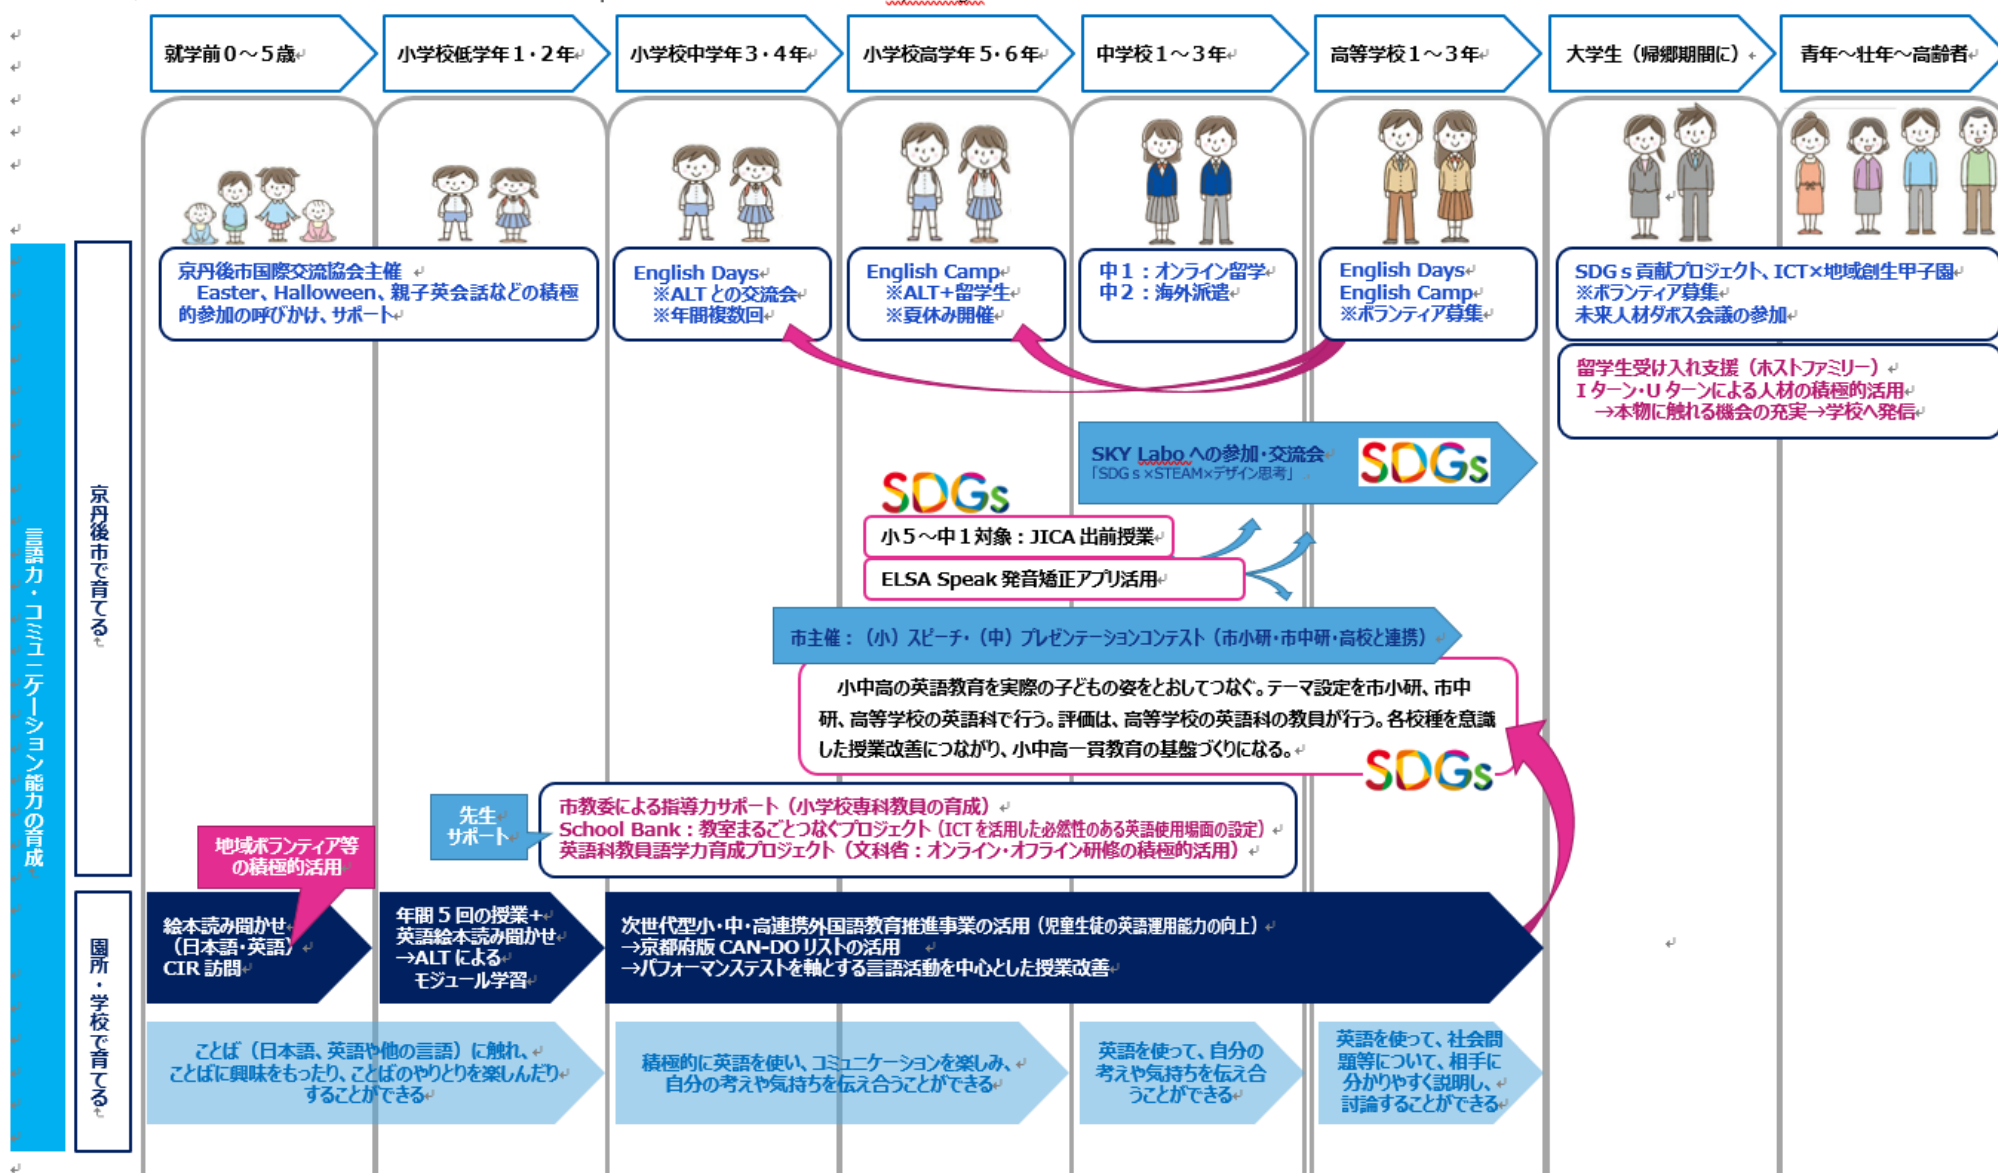 就学前0～5歳
小学校低学年1・2年
小学校中学年3・4年
小学校高学年5・6年
中学校1～3年
高等学校1～3年
大学生（帰郷期間に）
青年～壮年～高齢者
言語力・コミュニケーション能力の育成
京丹後市で育てる
京丹後市国際交流協会主催
Easter、Halloween、親子英会話などの積極
的参加の呼びかけ、サポート
English Days
※ALTとの交流会
※年間複数回
English Camp
※ALT+留学生
※夏休み開催
中1：オンライン留学
中2：海外派遣
English Days
English Camp
※ボランティア募集
SDGｓ貢献プロジェクト、ICT×地域創生甲子園
※ボランティア募集
未来人材ダボス会議の参加
留学生受け入れ支援（ホストファミリー）
Iターン・Uターンによる人材の積極的活用
→本物に触れる機会の充実→学校へ発信
SKY Laboへの参加・交流会
「SDGｓ×STEAM×デザイン思考」
SDGs
SDGs
小5～中1対象：JICA出前授業
ELSA Speak 発音矯正アプリ活用
市主催：（小）スピーチ・（中）プレゼンテーションコンテスト（市小研・市中研・高校と連携）
小中高の英語教育を実際の子どもの姿をとおしてつなぐ。テーマ設定を市小研、市中
研、高等学校の英語科で行う。評価は、高等学校の英語科の教員が行う。各校種を意識
した授業改善につながり、小中高一貫教育の基盤づくりになる。
SDGs
先生
サポート
市教委による指導力サポート（小学校専科教員の育成）
School Bank：教室まるごとつなぐプロジェクト（ICTを活用した必然性のある英語使用場面の設定）
英語科教員語学力育成プロジェクト（文科省：オンライン・オフライン研修の積極的活用）
地域ボランティア等
の積極的活用
園所・学校で育てる
絵本読み聞かせ
（日本語・英語）
CIR訪問
年間5回の授業+
英語絵本読み聞かせ
→ALTによる
モジュール学習
次世代型小・中・高連携外国語教育推進事業の活用（児童生徒の英語運用能力の向上）
→京都府版CAN-DOリストの活用
→パフォーマンステストを軸とする言語活動を中心とした授業改善
ことば（日本語、英語や他の言語）に触れ、
ことばに興味をもったり、ことばのやりとりを楽しんだり
することができる
積極的に英語を使い、コミュニケーションを楽しみ、
自分の考えや気持ちを伝え合うことができる
英語を使って、自分の
考えや気持ちを伝え合
うことができる
英語を使って、社会問
題等について、相手に
分かりやすく説明し、
討論することができる